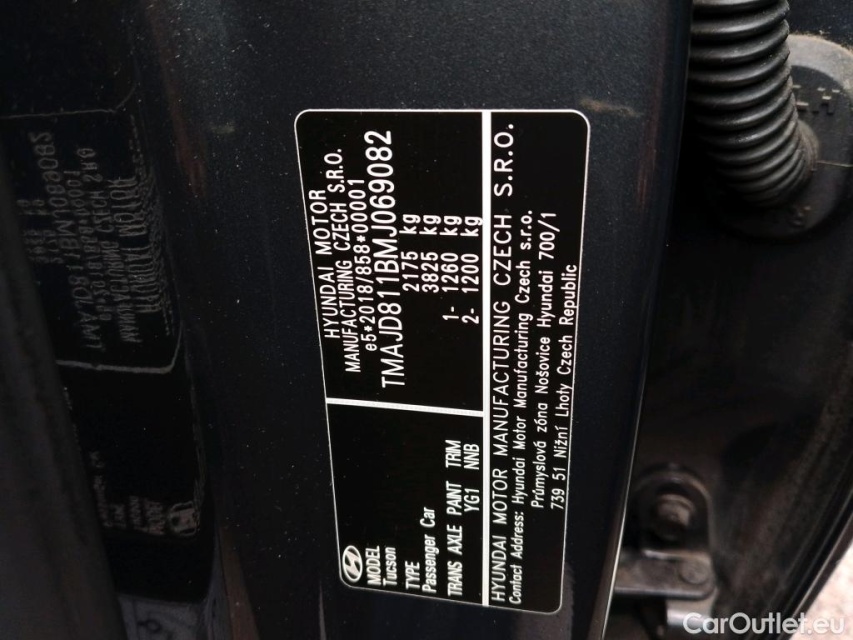 HYUNDAI MOTOR
MANUFACTURING CZECH S.R.O.
e5*2018/858*00001
TMAJD811BMJ069082
2175 kg
3825 kg
1- 1260 kg
2- 1200 kg
MODEL
Tucson
TYPE
Passenger Car
TRANS AXLE PAINT TRIM
YG1 NNB
HYUNDAI MOTOR MANUFACTURING CZECH S.R.O.
Contact Address: Hyundai Motor Manufacturing Czech s.r.o.
Průmyslová zóna Nošovice Hyundai 700/1
739 51 Nižní Lhoty Czech Republic
CarOutlet.eu